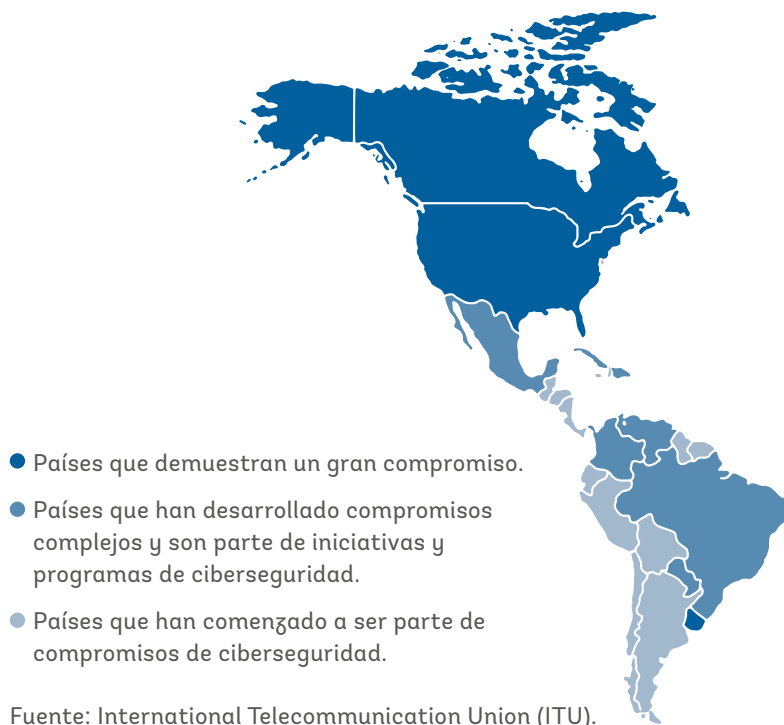 Países que demuestran un gran compromiso.
Países que han desarrollado compromisos
complejos y son parte de iniciativas y
programas de ciberseguridad.
Países que han comenzado a ser parte de
compromisos de ciberseguridad.
Fuente: International Telecommunication Union (ITU).